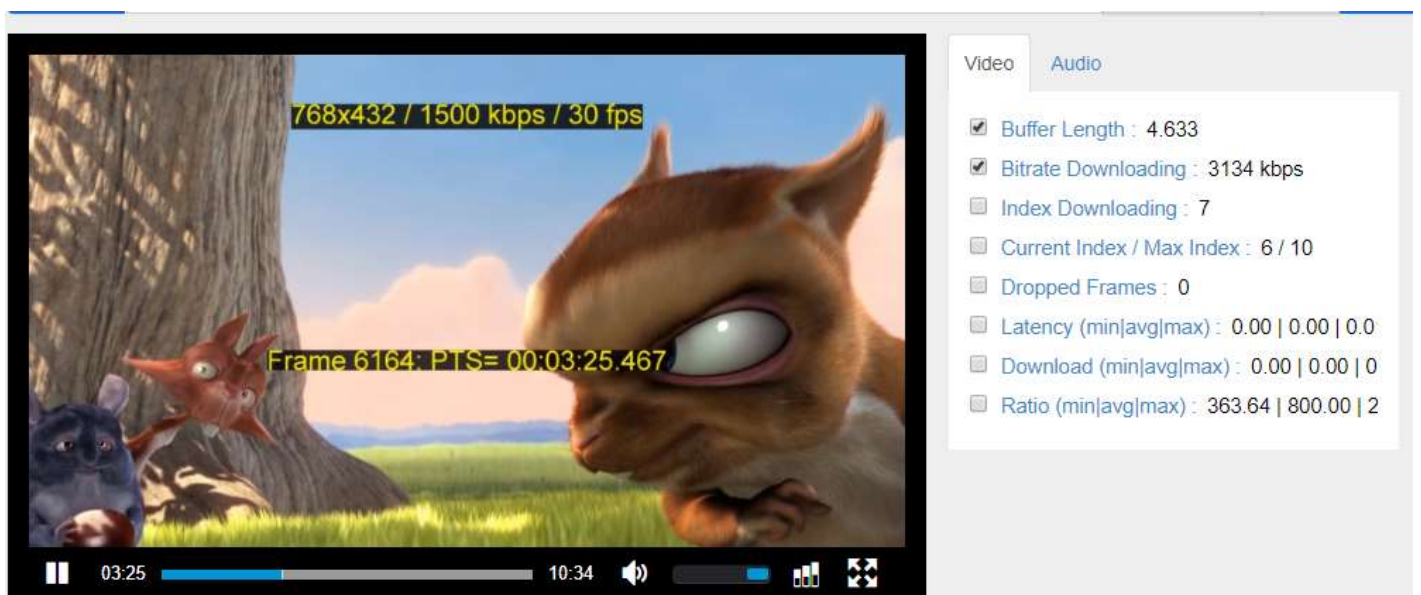 768x432 / 1500 kbps / 30 fps
Frame 6164: PTS= 00:03:25.467
03:25
10:34
Video
Audio
Buffer Length : 4.633
Bitrate Downloading : 3134 kbps
Index Downloading : 7
Current Index / Max Index : 6 / 10
Dropped Frames : 0
Latency (min|avg|max) : 0.00 | 0.00 | 0.0
Download (min|avg|max) : 0.00 | 0.00 | 0
Ratio (min|avg|max) : 363.64 | 800.00 | 2